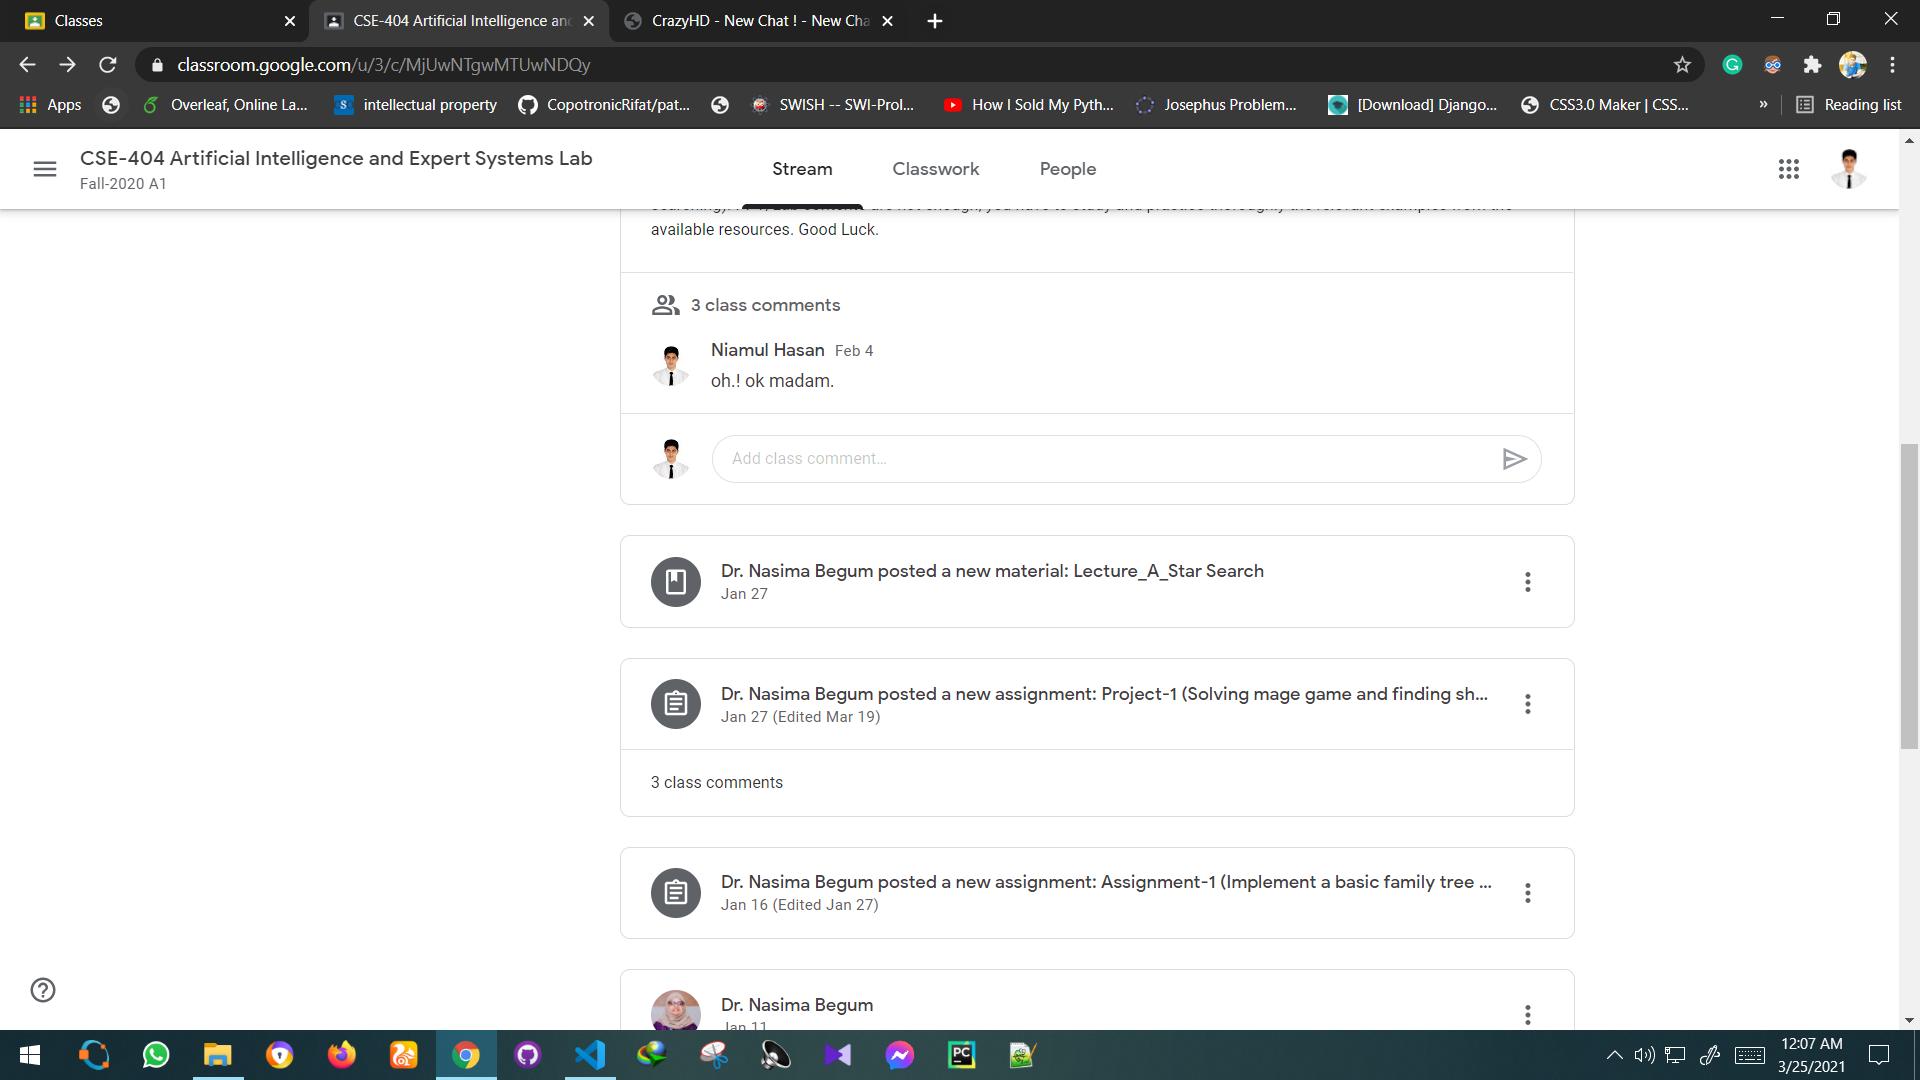 Classes
CSE-404 Artificial Intelligence an
CrazyHD - New Chat ! - New Cha
classroom.google.com/u/3/c/MjUwNTgwMTUwNDQy
Apps
Overleaf, Online La...
intellectual property
CopotronicRifat/pat...
SWISH -- SWI-Prol...
How I Sold My Pyth...
Josephus Problem...
[Download] Django...
CSS3.0 Maker | CSS...
»
Reading list
CSE-404 Artificial Intelligence and Expert Systems Lab
Fall-2020 A1
Stream
Classwork
People
available resources. Good Luck.
3 class comments
Niamul Hasan Feb 4
oh.! ok madam.
Add class comment...
Dr. Nasima Begum posted a new material: Lecture_A_Star Search
Jan 27
Dr. Nasima Begum posted a new assignment: Project-1 (Solving mage game and finding sh...
Jan 27 (Edited Mar 19)
3 class comments
Dr. Nasima Begum posted a new assignment: Assignment-1 (Implement a basic family tree ...
Jan 16 (Edited Jan 27)
Dr. Nasima Begum
Jan 11
12:07 AM
3/25/2021